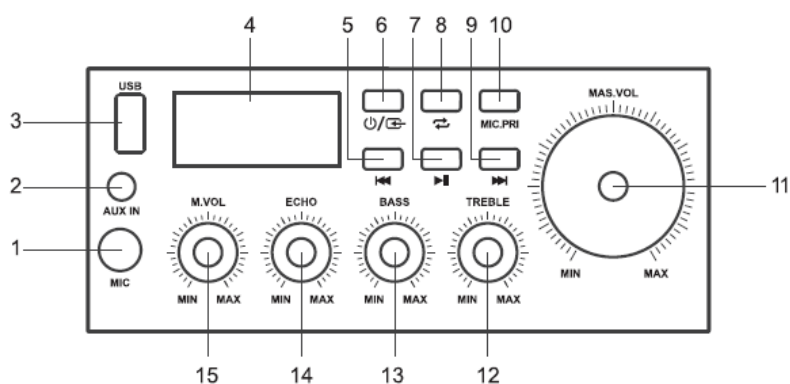 4 5 6 7 8 9 10
USB
MAS.VOL
3
MIC.PRI
2
11
AUX IN
M.VOL ECHO BASS TREBLE
1
MIC
MIN MAX
MIN MAX MIN MAX MIN MAX MIN MAX
15 14 13 12